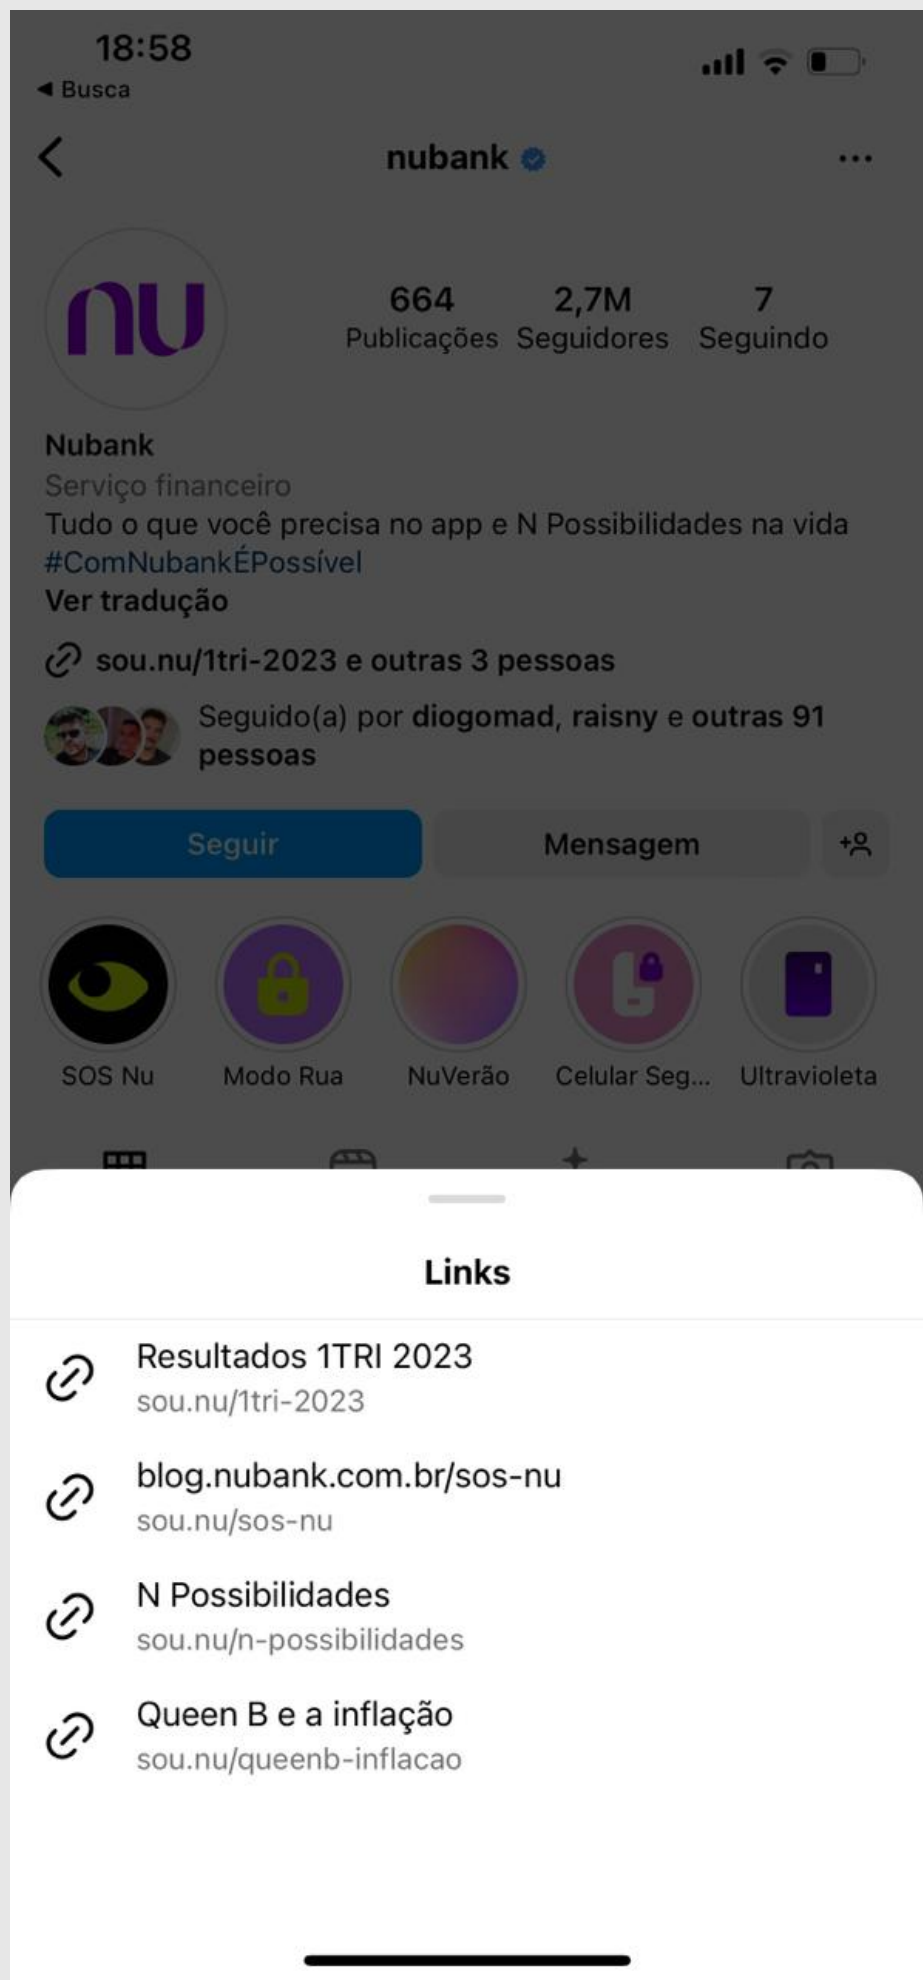 18:58
◀ Busca
nubank
nu
664
2,7M
7
Publicações
Seguidores
Seguindo
Nubank
Serviço financeiro
Tudo o que você precisa no app e N Possibilidades na vida
#ComNubankÉPossível
Ver tradução
sou.nu/1tri-2023 e outras 3 pessoas
Seguido(a) por diogomad, raisny e outras 91
pessoas
Seguir
Mensagem
SOS Nu
Modo Rua
NuVerão
Celular Seg...
Ultravioleta
Links
Resultados 1TRI 2023
sou.nu/1tri-2023
blog.nubank.com.br/sos-nu
sou.nu/sos-nu
N Possibilidades
sou.nu/n-possibilidades
Queen B e a inflação
sou.nu/queenb-inflacao